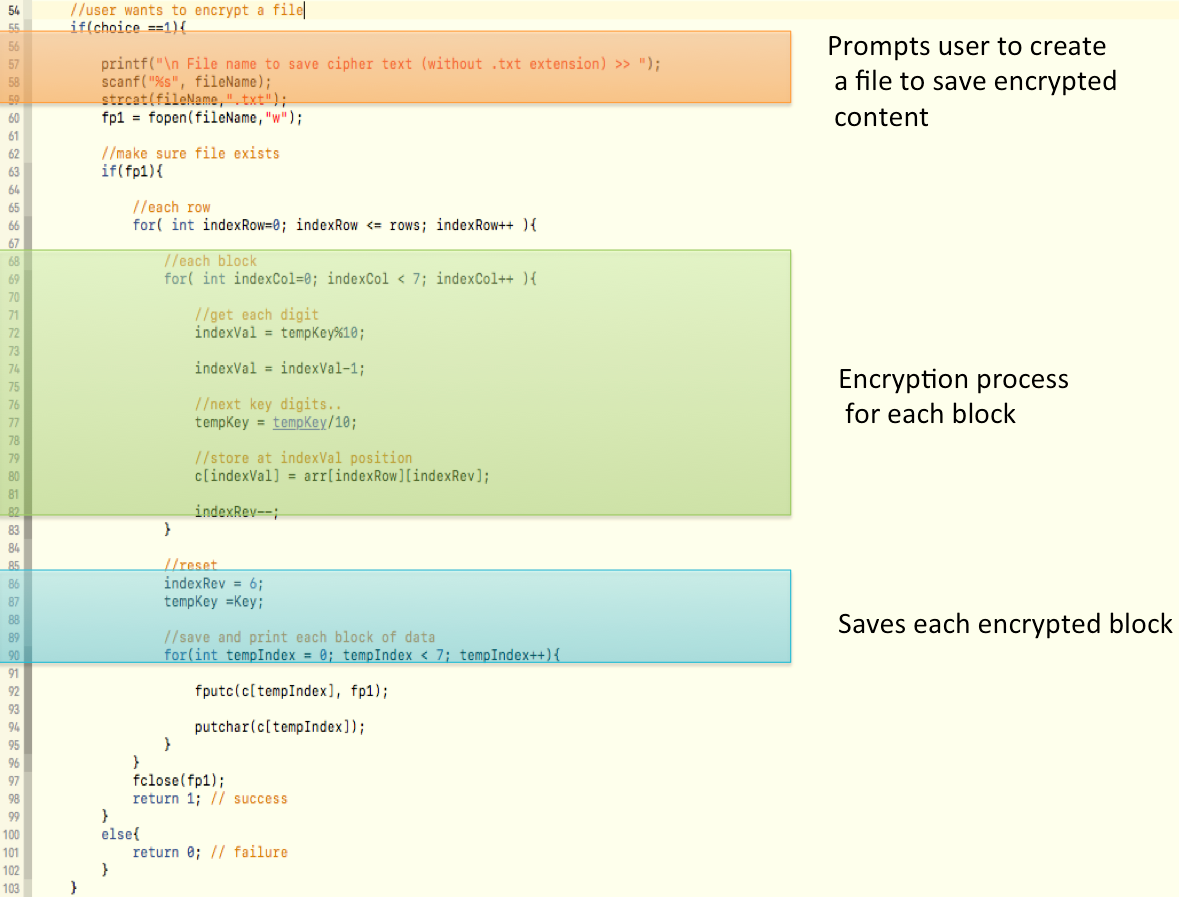 54 //user wants to encrypt a file
55 if(choice ==1){
56
57 printf("\n File name to save cipher text (without .txt extension) >> ");
58 scanf("%s", fileName);
59 strcat(fileName,".txt");
60 fp1 = fopen(fileName,"w");
61
62 //make sure file exists
63 if(fp1){
64
65 //each row
66 for( int indexRow=0; indexRow <= rows; indexRow++ ){
67
68 //each block
69 for( int indexCol=0; indexCol < 7; indexCol++ ){
70
71 //get each digit
72 indexVal = tempKey%10;
73
74 indexVal = indexVal-1;
75
76 //next key digits..
77 tempKey = tempKey/10;
78
79 //store at indexVal position
80 c[indexVal] = arr[indexRow][indexRev];
81
82 indexRev--;
83 }
84
85 //reset
86 indexRev = 6;
87 tempKey =Key;
88
89 //save and print each block of data
90 for(int tempIndex = 0; tempIndex < 7; tempIndex++){
91
92 fputc(c[tempIndex], fp1);
93
94 putchar(c[tempIndex]);
95 }
96 }
97 fclose(fp1);
98 return 1; // success
99 }
100 else{
101 return 0; // failure
102 }
103 }
Prompts user to create
a file to save encrypted
content
Encryption process
for each block
Saves each encrypted block